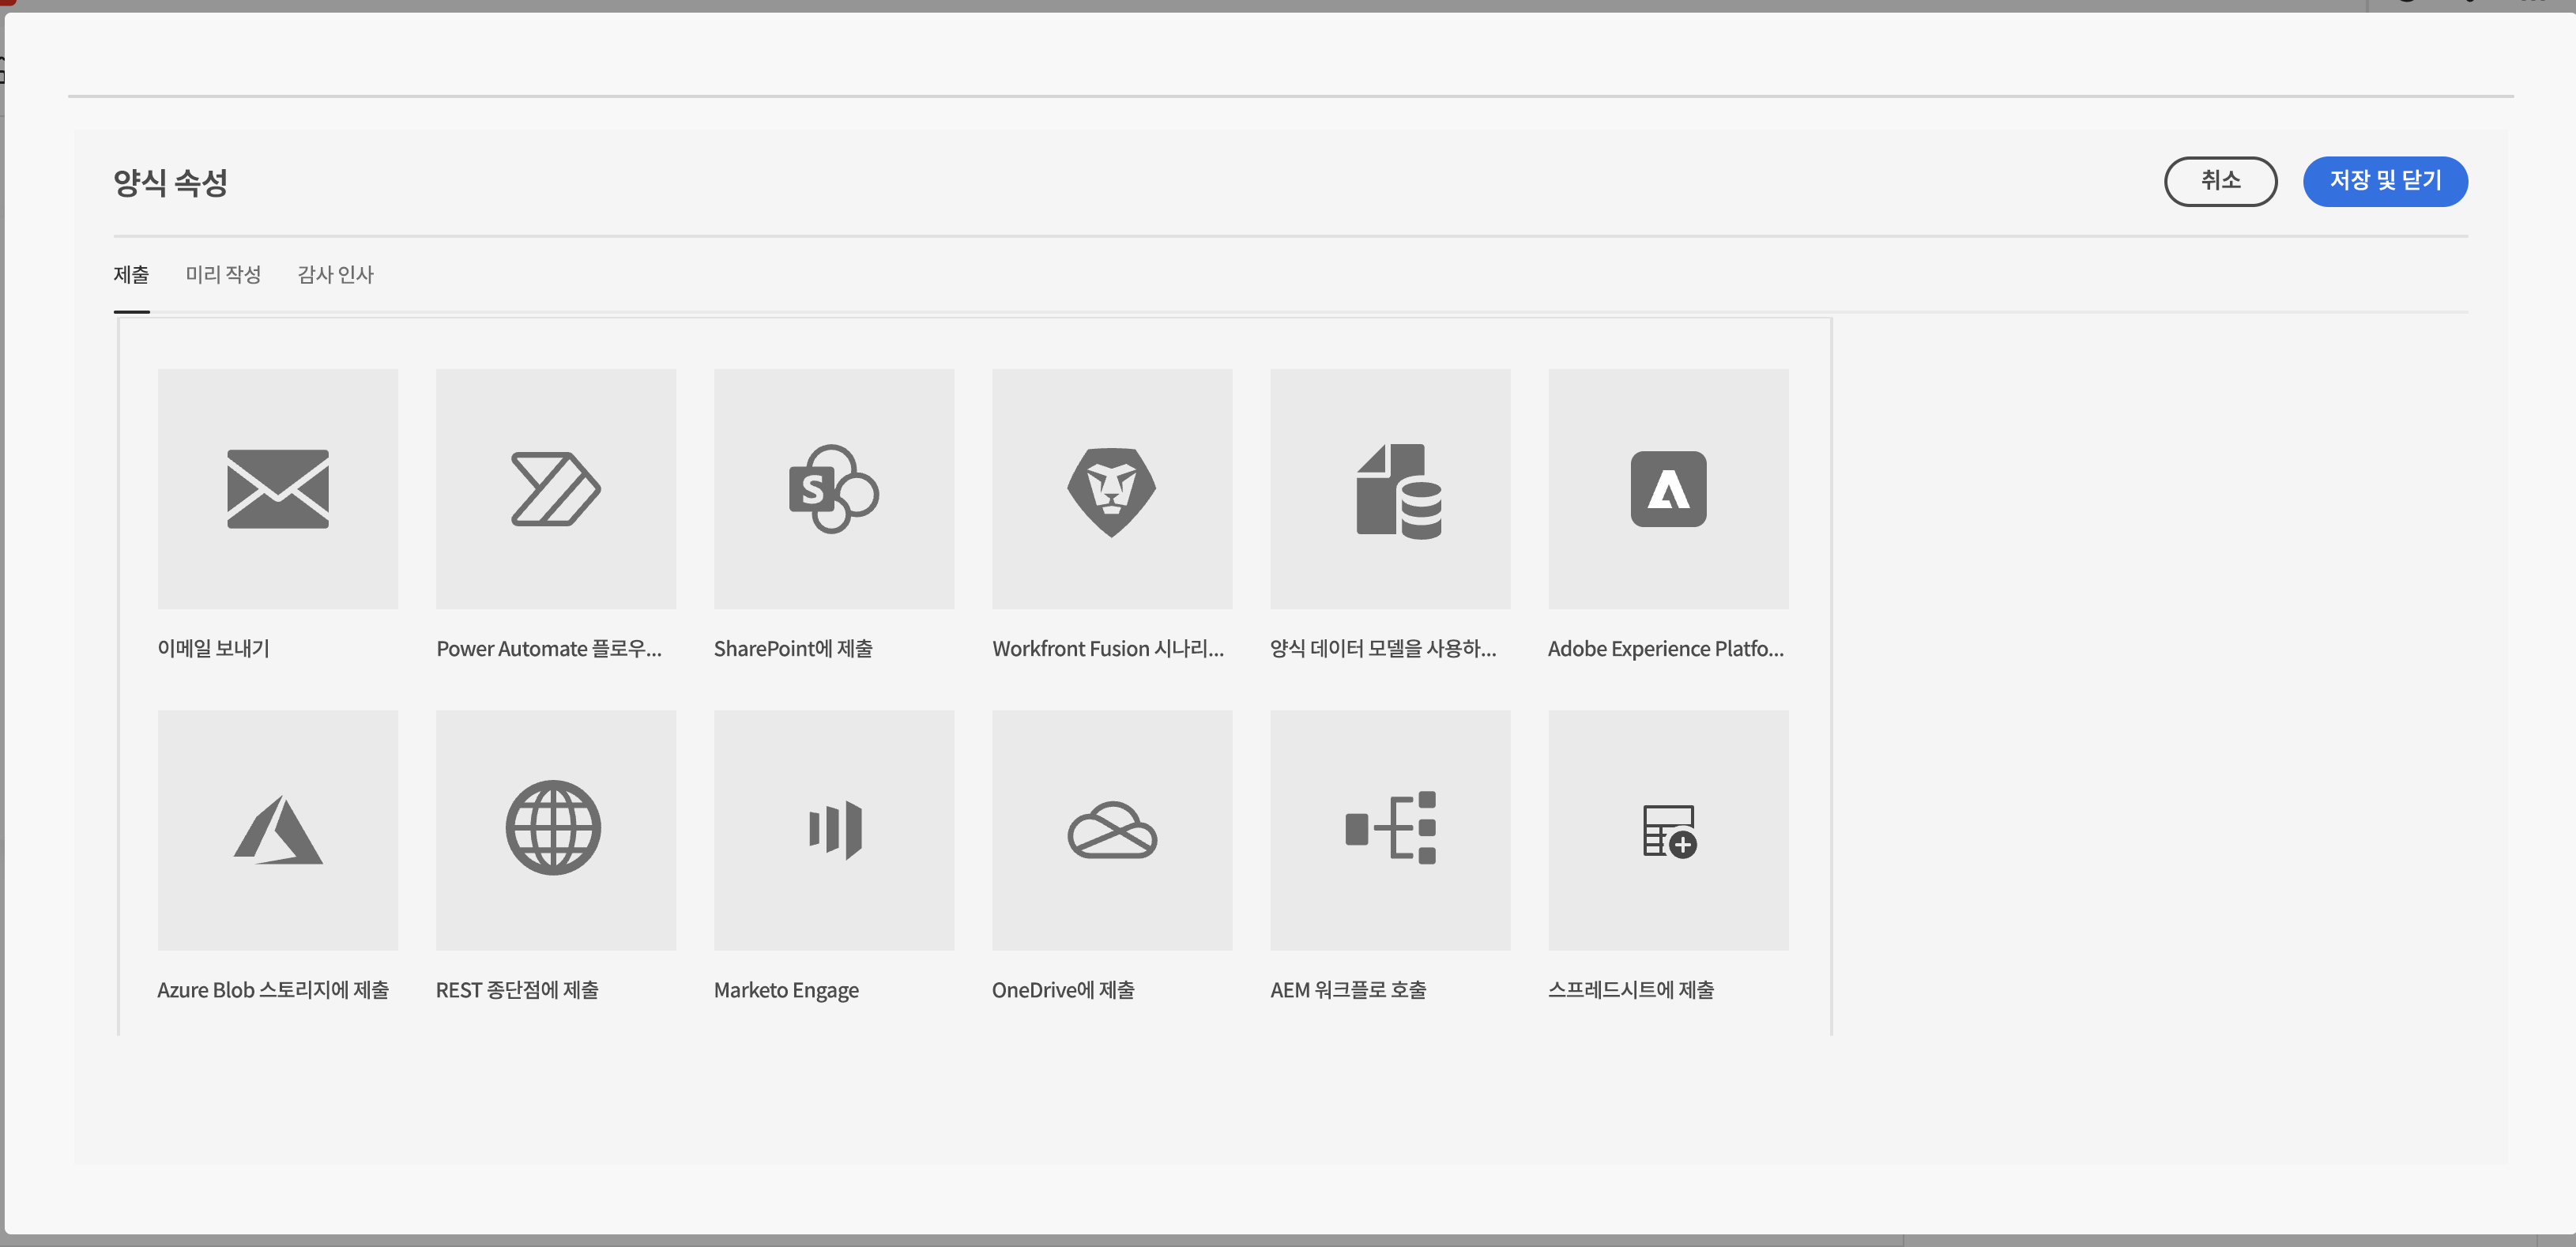 양식 속성
취소
저장 및 닫기
제출
미리 작성
감사 인사
S
이메일 보내기
Power Automate 플로우...
SharePoint에 제출
Workfront Fusion 시나리...
양식 데이터 모델을 사용하...
Adobe Experience Platfo...
Azure Blob 스토리지에 제출
REST 종단점에 제출
Marketo Engage
OneDrive에 제출
AEM 워크플로 호출
스프레드시트에 제출